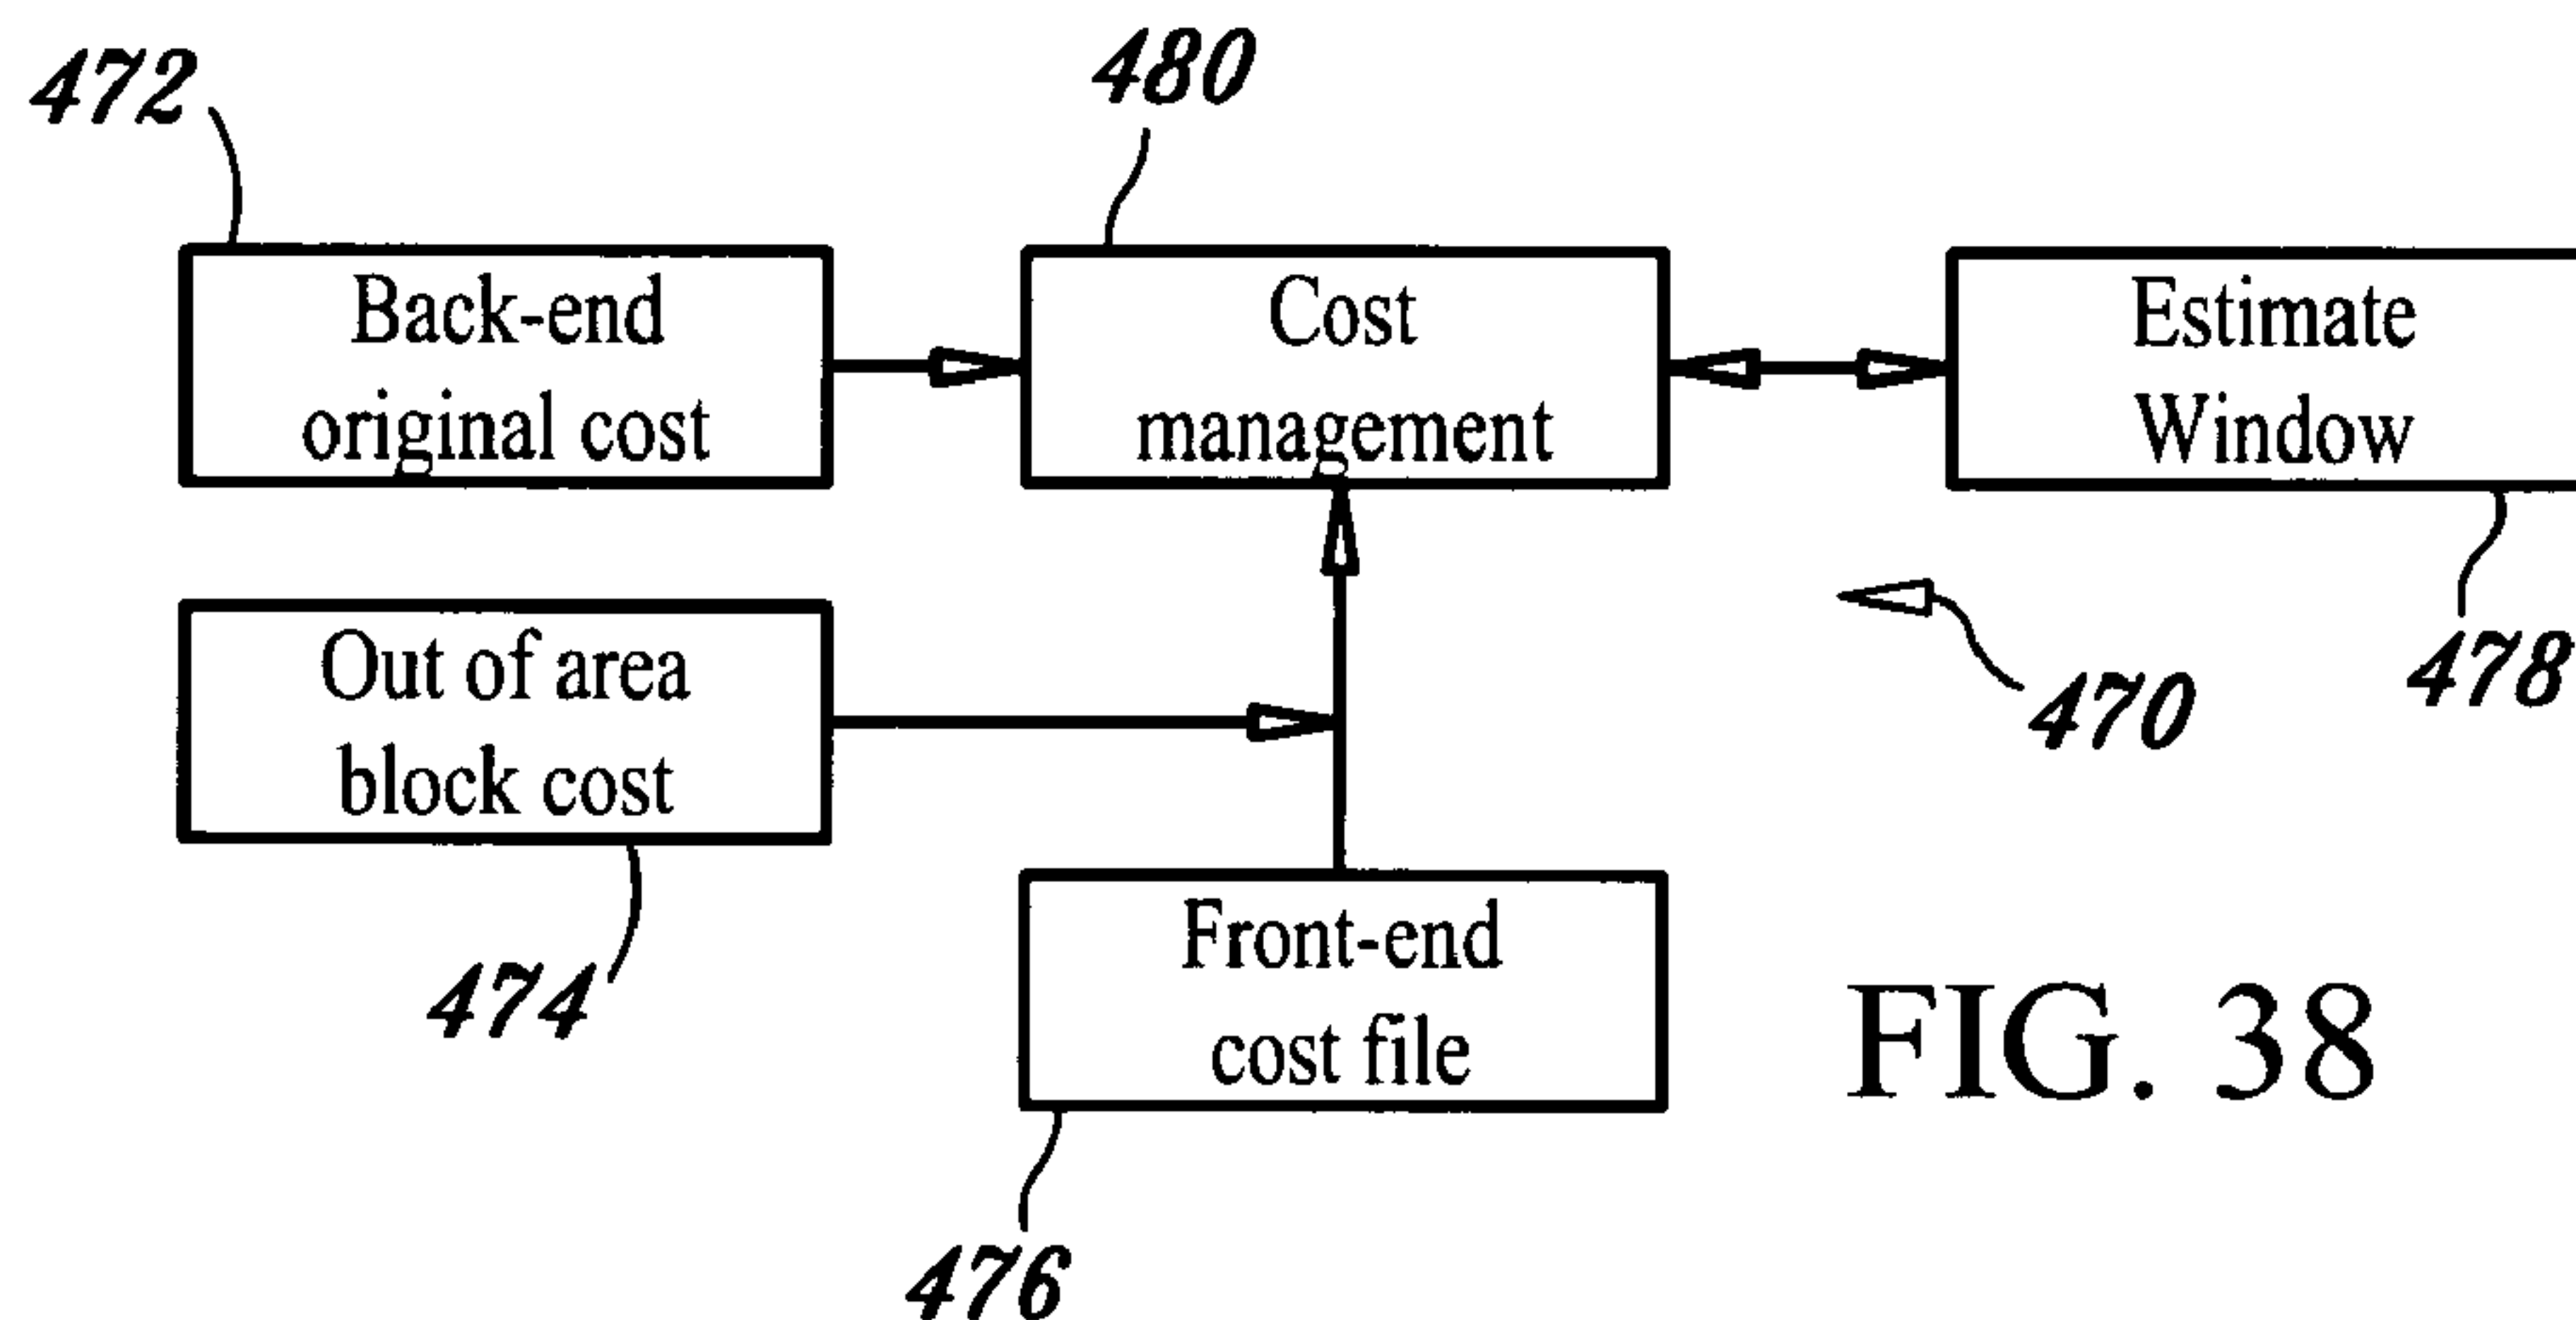 472
480
Back-end
original cost
Cost
management
Estimate
Window
Out of area
block cost
470
478
474
Front-end
cost file
476
FIG. 38